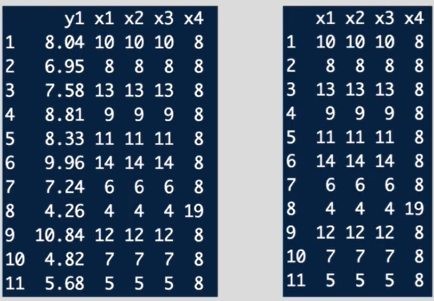 y1 x1 x2 x3 x4
1 8.04 10 10 10 8
2 6.95 8 8 8 8
3 7.58 13 13 13 8
4 8.81 9 9 9 8
5 8.33 11 11 11 8
6 9.96 14 14 14 8
7 7.24 6 6 6 8
8 4.26 4 4 4 19
9 10.84 12 12 12 8
10 4.82 7 7 7 8
11 5.68 5 5 5 8
x1 x2 x3 x4
1 10 10 10 8
2 8 8 8 8
3 13 13 13 8
4 9 9 9 8
5 11 11 11 8
6 14 14 14 8
7 6 6 6 8
8 4 4 4 19
9 12 12 12 8
10 7 7 7 8
11 5 5 5 8